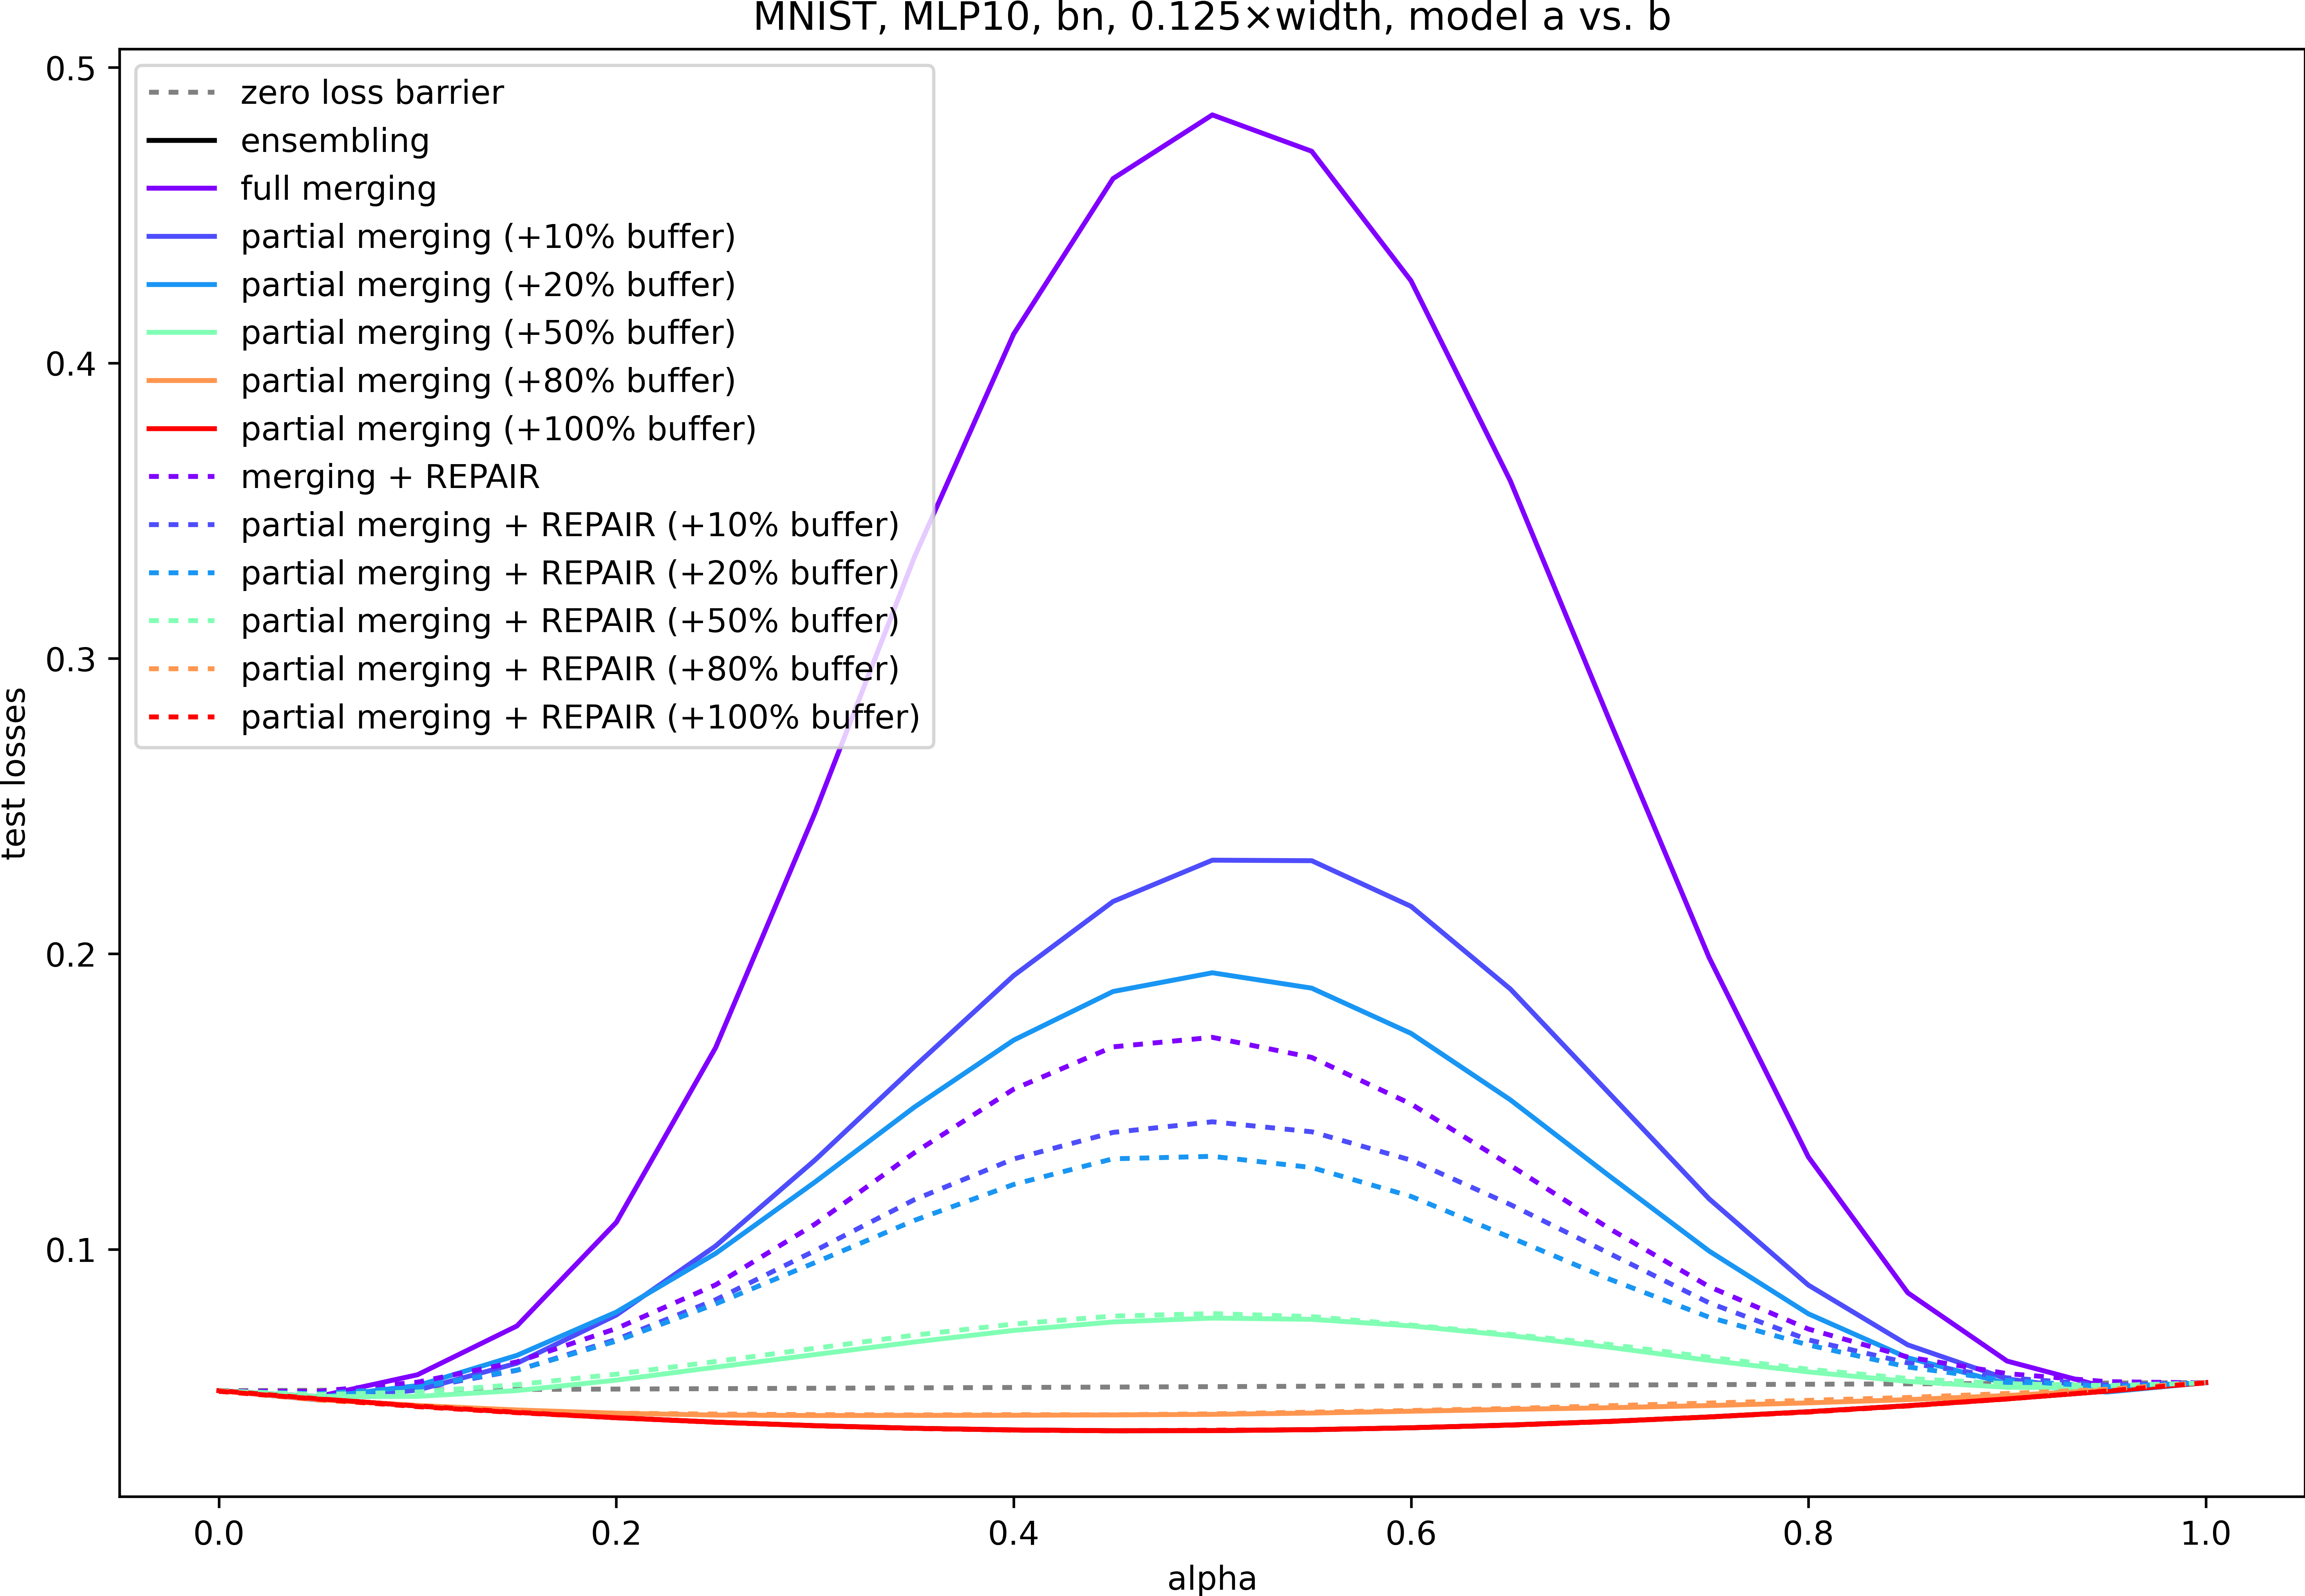 MNIST, MLP10, bn, 0.125×width, model a vs. b
0.5
0.4
0.3
0.2
0.1
test losses
zero loss barrier
ensembling
full merging
partial merging (+10% buffer)
partial merging (+20% buffer)
partial merging (+50% buffer)
partial merging (+80% buffer)
partial merging (+100% buffer)
merging + REPAIR
partial merging + REPAIR (+10% buffer)
partial merging + REPAIR (+20% buffer)
partial merging + REPAIR (+50% buffer)
partial merging + REPAIR (+80% buffer)
partial merging + REPAIR (+100% buffer)
0.0 0.2 0.4 0.6 0.8 1.0
alpha